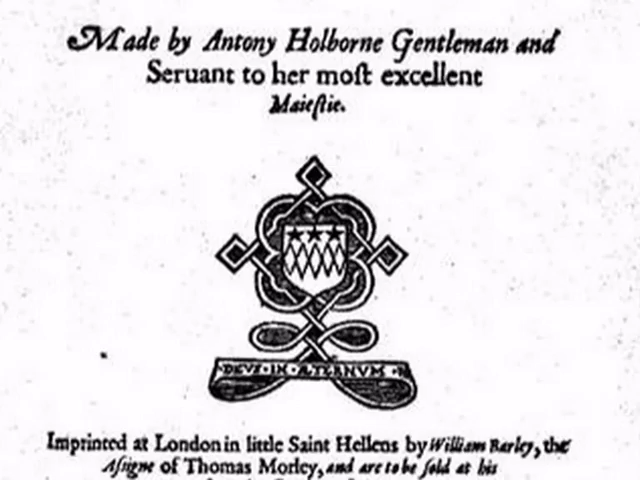 Made by Antony Holborne Gentleman and
Seruant to her moſt excellent
Maieſtie.
DEVS·IN·ÆTERNVM
Imprinted at London in little Saint Hellens by William Barley, the
Aſsigne of Thomas Morley, and are to be ſold at his